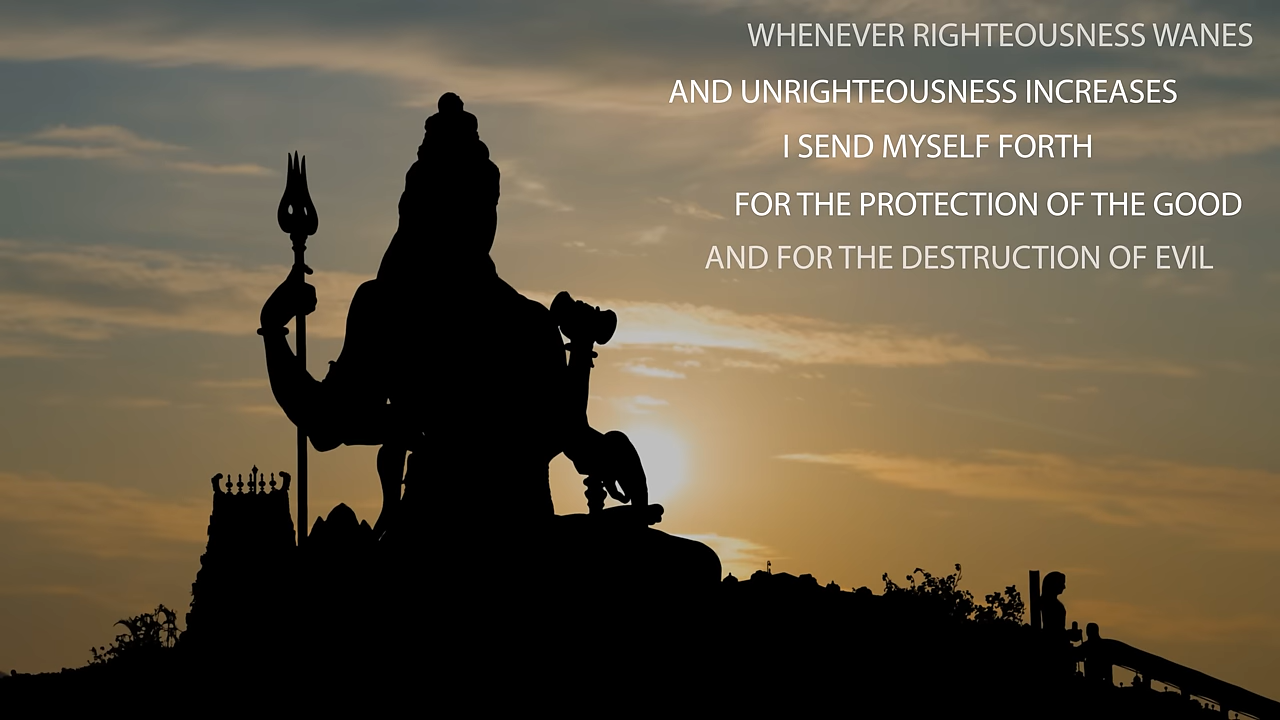 WHENEVER RIGHTEOUSNESS WANES
AND UNRIGHTEOUSNESS INCREASES
I SEND MYSELF FORTH
FOR THE PROTECTION OF THE GOOD
AND FOR THE DESTRUCTION OF EVIL